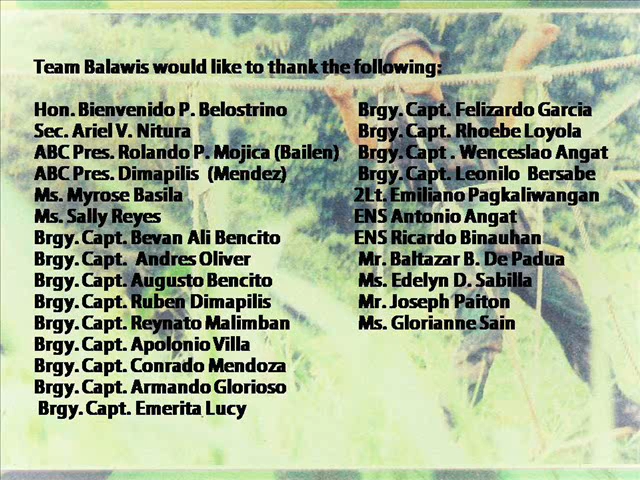 Team Balawis would like to thank the following:
Hon. Bienvenido P. Belostrino
Sec. Ariel V. Nitura
ABC Pres. Rolando P. Mojica (Bailen)
ABC Pres. Dimapilis (Mendez)
Ms. Myrose Basila
Ms. Sally Reyes
Brgy. Capt. Bevan Ali Bencito
Brgy. Capt. Andres Oliver
Brgy. Capt. Augusto Bencito
Brgy. Capt. Ruben Dimapilis
Brgy. Capt. Reynato Malimban
Brgy. Capt. Apolonio Villa
Brgy. Capt. Conrado Mendoza
Brgy. Capt. Armando Glorioso
Brgy. Capt. Emerita Lucy
Brgy. Capt. Felizardo Garcia
Brgy. Capt. Rhoebe Loyola
Brgy. Capt . Wenceslao Angat
Brgy. Capt. Leonilo Bersabe
2Lt. Emiliano Pagkaliwangan
ENS Antonio Angat
ENS Ricardo Binauhan
Mr. Baltazar B. De Padua
Ms. Edelyn D. Sabilla
Mr. Joseph Paiton
Ms. Glorianne Sain